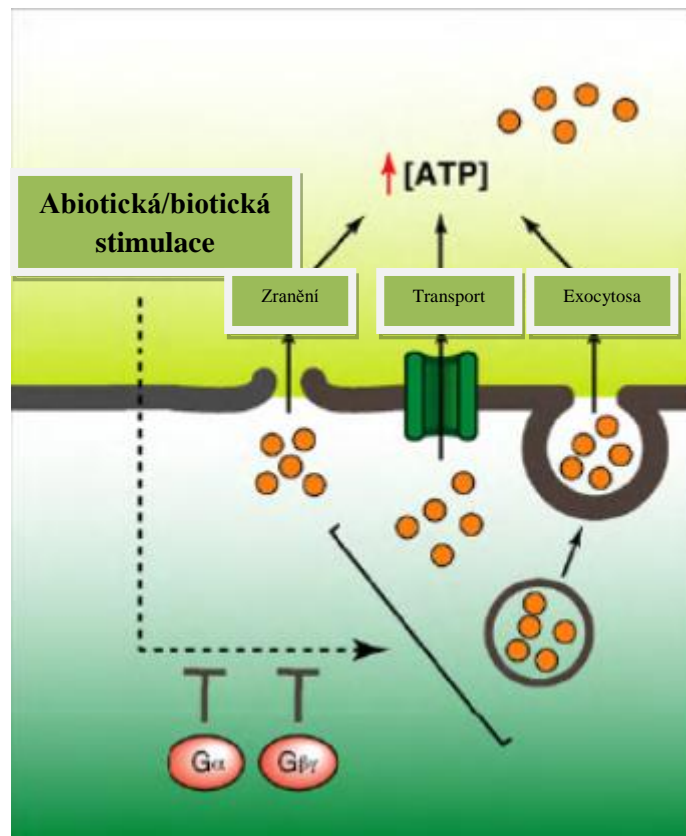 [ATP]
Abiotická/biotická
stimulace
Zranění
Transport
Exocytosa
Gα
Gβγ